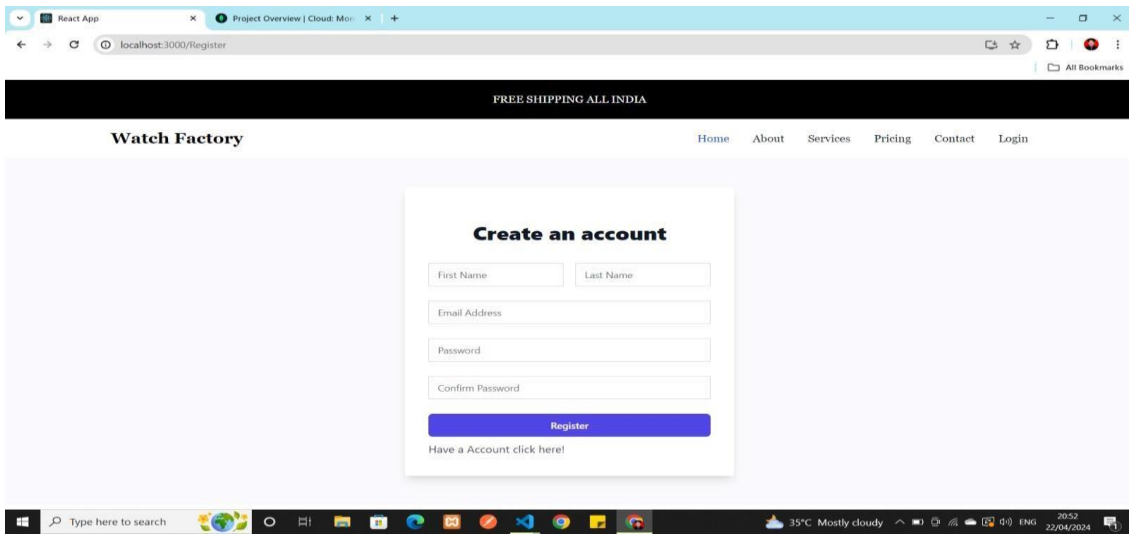 React App
Project Overview | Cloud: Mon
localhost:3000/Register
All Bookmarks
FREE SHIPPING ALL INDIA
Watch Factory
Home About Services Pricing Contact Login
Create an account
First Name Last Name
Email Address
Password
Confirm Password
Register
Have a Account click here!
Type here to search
35°C Mostly cloudy
ENG
20:52
22/04/2024